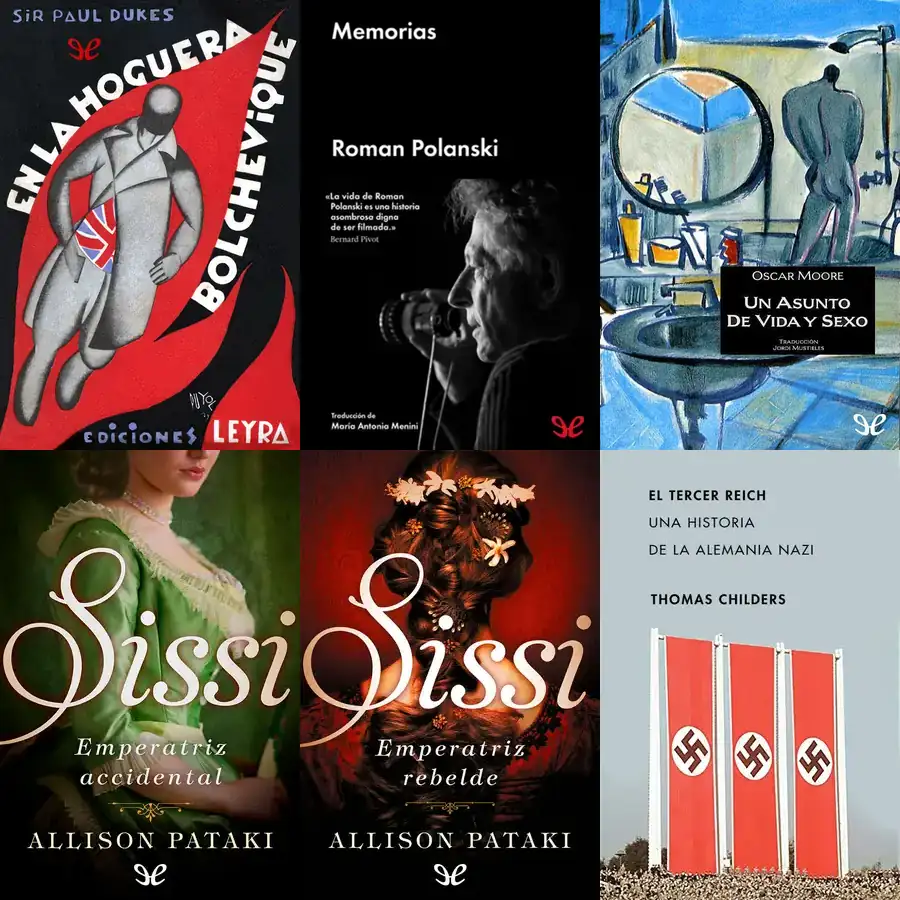 SiR PAUL DUKES
EN LA HOGUERA
BOLCHEVIQUE
PUYOL
EDICIONES LEYRA
Memorias
Roman Polanski
«La vida de Roman
Polanski es una historia
asombrosa digna
de ser filmada.»
Bernard Pivot
Traducción de
María Antonia Menini
OSCAR MOORE
UN ASUNTO
DE VIDA Y SEXO
TRADUCCIÓN
JORDI MUSTIELES
Sissi
Emperatriz
accidental
ALLISON PATAKI
Sissi
Emperatriz
rebelde
ALLISON PATAKI
EL TERCER REICH
UNA HISTORIA
DE LA ALEMANIA NAZI
THOMAS CHILDERS